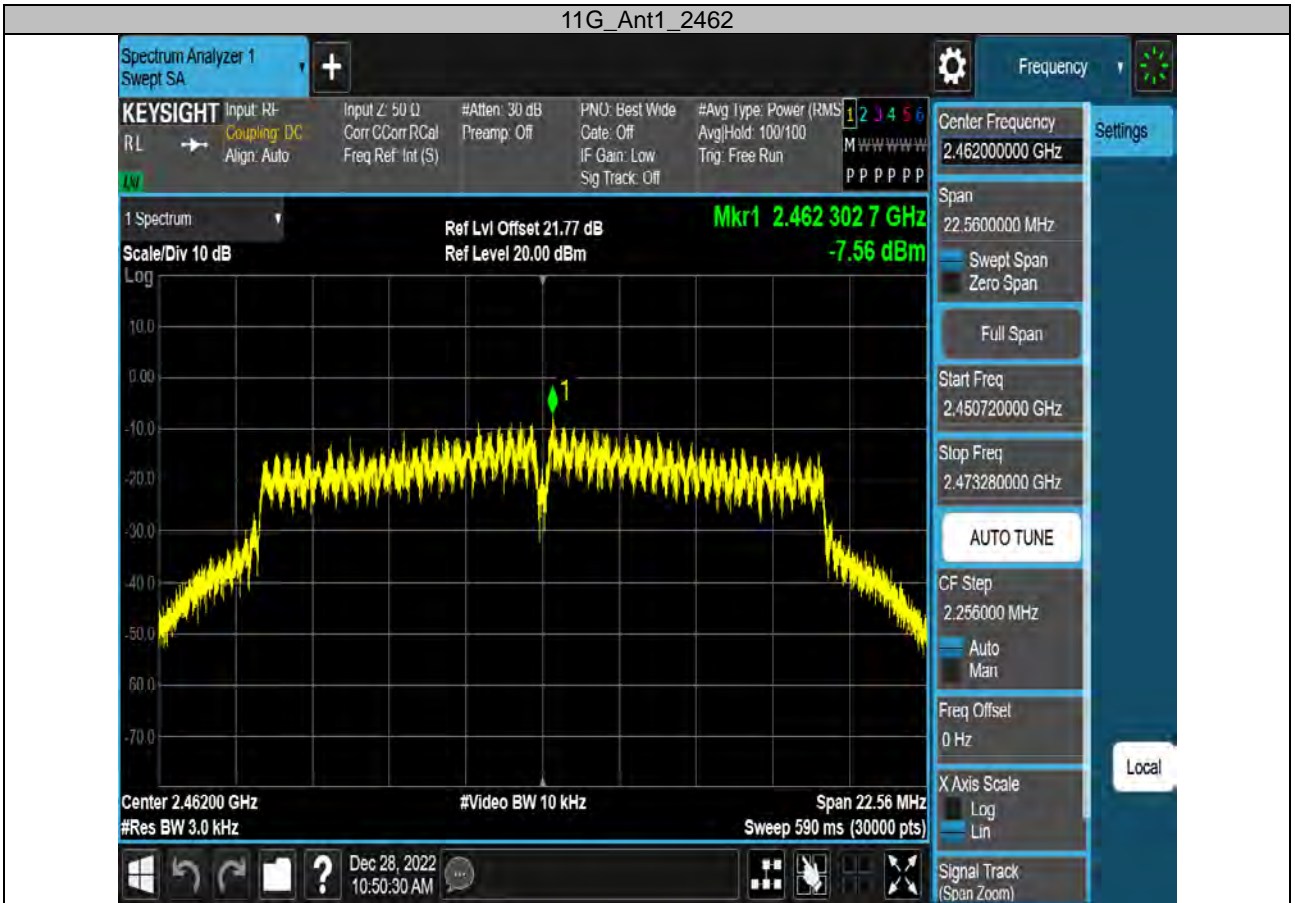 11G_Ant1_2462
Spectrum Analyzer 1
Swept SA
+
Frequency
KEYSIGHT
RL
LXI
Input: RF
Coupling: DC
Align: Auto
Input Z: 50 Ω
Corr CCorr RCal
Freq Ref: Int (S)
#Atten: 30 dB
Preamp: Off
PNO: Best Wide
Gate: Off
IF Gain: Low
Sig Track: Off
#Avg Type: Power (RMS
Avg|Hold: 100/100
Trig: Free Run
1 2 3 4 5 6
M W W W W W
P P P P P P
1 Spectrum
Scale/Div 10 dB
Ref Lvl Offset 21.77 dB
Ref Level 20.00 dBm
Mkr1 2.462 302 7 GHz
-7.56 dBm
Log
10.0
0.00
-10.0
-20.0
-30.0
-40.0
-50.0
-60.0
-70.0
1
Center 2.46200 GHz
#Res BW 3.0 kHz
#Video BW 10 kHz
Span 22.56 MHz
Sweep 590 ms (30000 pts)
?
Dec 28, 2022
10:50:30 AM
Center Frequency
2.462000000 GHz
Span
22.5600000 MHz
Swept Span
Zero Span
Full Span
Start Freq
2.450720000 GHz
Stop Freq
2.473280000 GHz
AUTO TUNE
CF Step
2.256000 MHz
Auto
Man
Freq Offset
0 Hz
X Axis Scale
Log
Lin
Signal Track
(Span Zoom)
Settings
Local